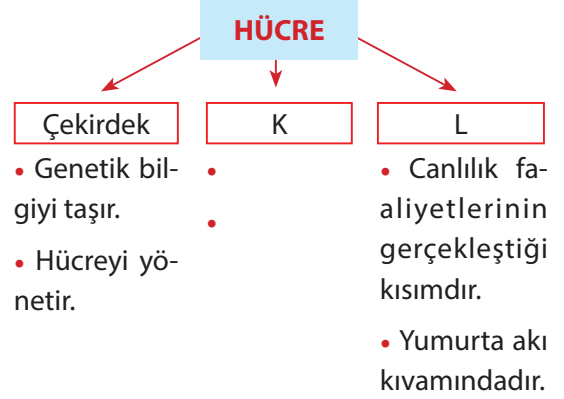 HÜCRE
Çekirdek
• Genetik bil-
giyi taşır.
• Hücreyi yö-
netir.
K
•
•
L
• Canlılık fa-
aliyetlerinin
gerçekleştiği
kısımdır.
• Yumurta akı
kıvamındadır.